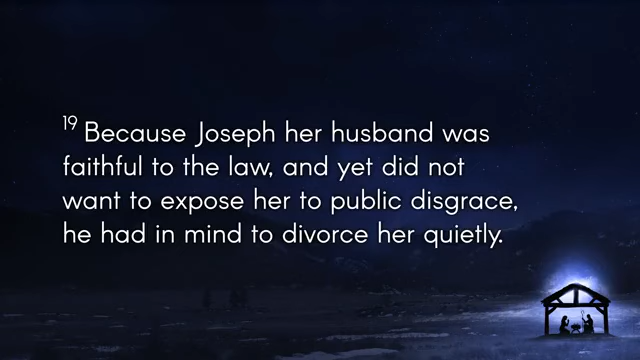 19 Because Joseph her husband was
faithful to the law, and yet did not
want to expose her to public disgrace,
he had in mind to divorce her quietly.